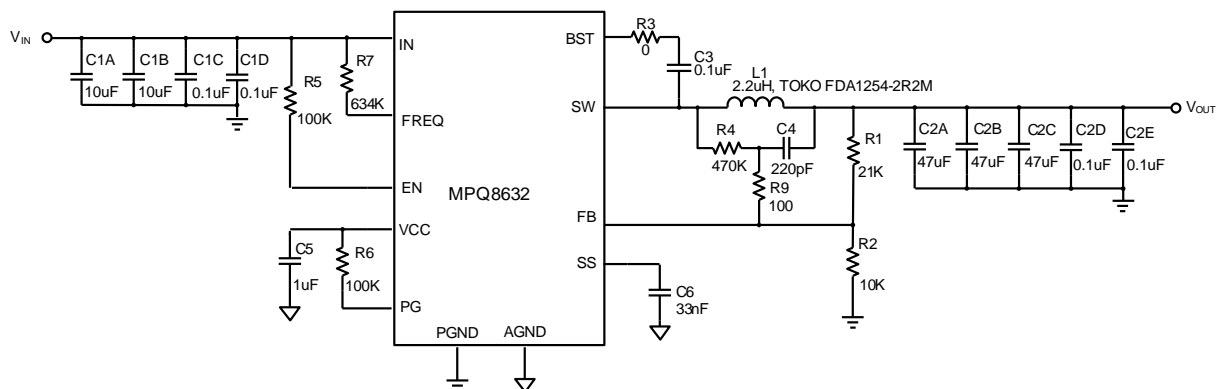 VIN
C1A
10uF
C1B
10uF
C1C
0.1uF
C1D
0.1uF
R5
100K
R7
634K
IN
FREQ
EN
VCC
PG
C5
1uF
R6
100K
MPQ8632
PGND
AGND
BST
SW
FB
SS
R3
0
C3
0.1uF
L1
2.2uH, TOKO FDA1254-2R2M
R4
470K
C4
220pF
R9
100
R1
21K
R2
10K
C6
33nF
C2A
47uF
C2B
47uF
C2C
47uF
C2D
0.1uF
C2E
0.1uF
VOUT